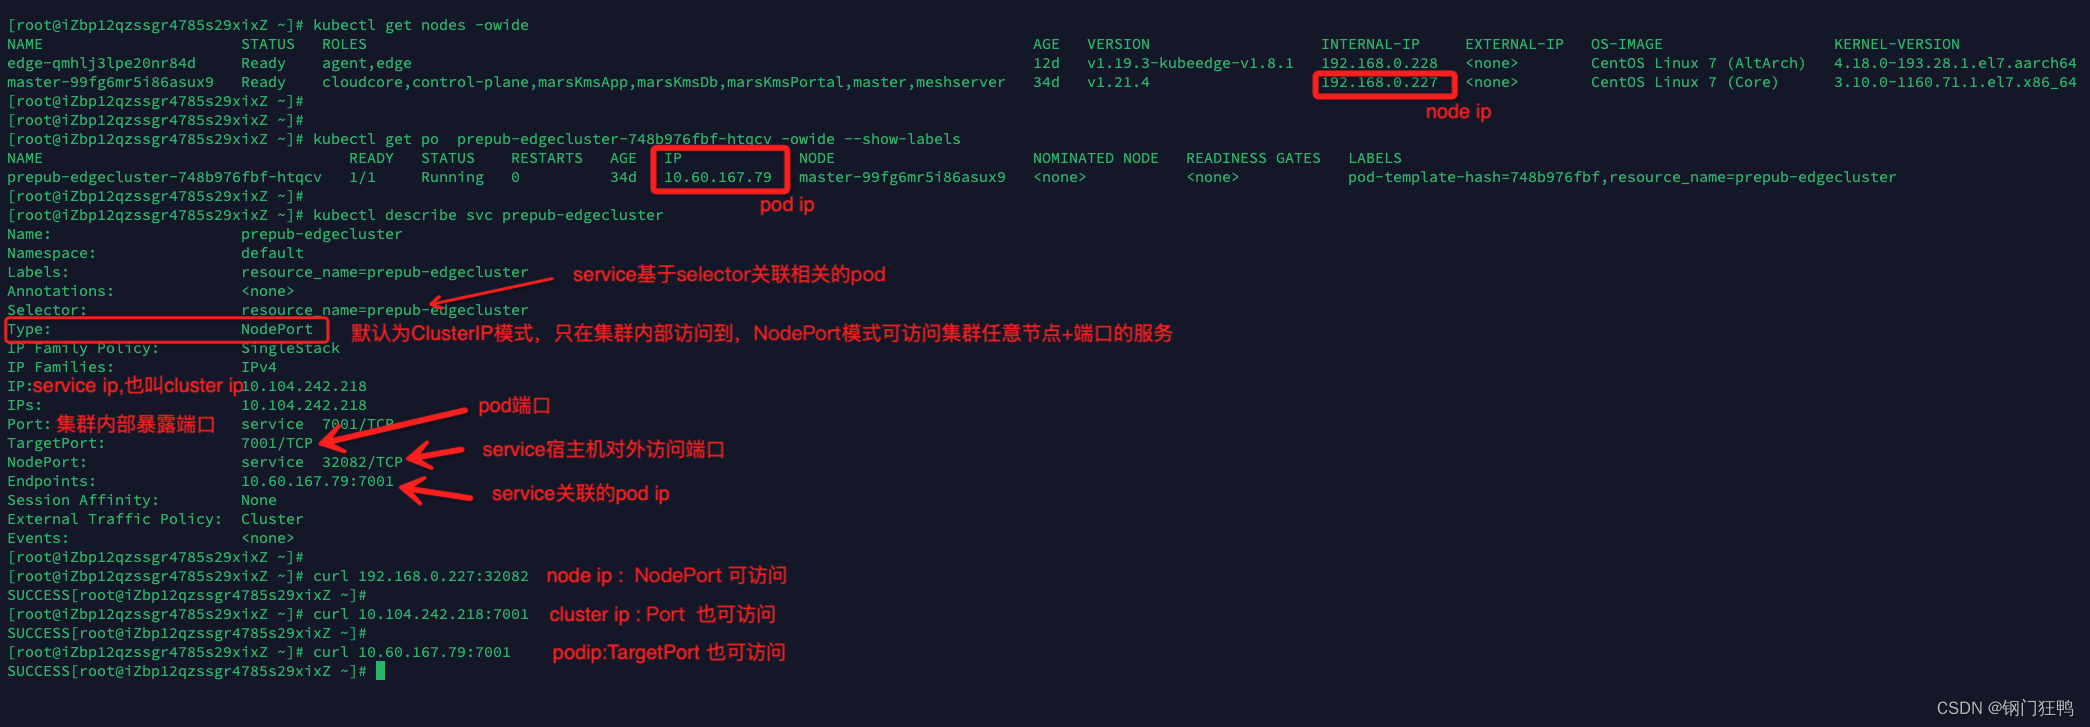 [root@iZbp12qzssgr4785s29xixZ ~]# kubectl get nodes -owide
NAME STATUS ROLES AGE VERSION INTERNAL-IP EXTERNAL-IP OS-IMAGE KERNEL-VERSION
edge-qmhlj3lpe20nr84d Ready agent,edge 12d v1.19.3-kubeedge-v1.8.1 192.168.0.228 <none> CentOS Linux 7 (AltArch) 4.18.0-193.28.1.el7.aarch64
master-99fg6mr5i86asux9 Ready cloudcore,control-plane,marsKmsApp,marsKmsDb,marsKmsPortal,master,meshserver 34d v1.21.4 192.168.0.227 <none> CentOS Linux 7 (Core) 3.10.0-1160.71.1.el7.x86_64
[root@iZbp12qzssgr4785s29xixZ ~]#
node ip
[root@iZbp12qzssgr4785s29xixZ ~]#
[root@iZbp12qzssgr4785s29xixZ ~]# kubectl get po prepub-edgecluster-748b976fbf-htqcv -owide --show-labels
NAME READY STATUS RESTARTS AGE IP NODE NOMINATED NODE READINESS GATES LABELS
prepub-edgecluster-748b976fbf-htqcv 1/1 Running 0 34d 10.60.167.79 master-99fg6mr5i86asux9 <none> <none> pod-template-hash=748b976fbf,resource_name=prepub-edgecluster
[root@iZbp12qzssgr4785s29xixZ ~]#
pod ip
[root@iZbp12qzssgr4785s29xixZ ~]# kubectl describe svc prepub-edgecluster
Name: prepub-edgecluster
Namespace: default
Labels: resource_name=prepub-edgecluster service基于selector关联相关的pod
Annotations: <none>
Selector: resource_name=prepub-edgecluster
Type: NodePort 默认为ClusterIP模式，只在集群内部访问到，NodePort模式可访问集群任意节点+端口的服务
IP Family Policy: SingleStack
IP Families: IPv4
IP:service ip,也叫cluster ip10.104.242.218
IPs: 10.104.242.218 pod端口
Port: 集群内部暴露端口 service 7001/TCP
TargetPort: 7001/TCP service宿主机对外访问端口
NodePort: service 32082/TCP
Endpoints: 10.60.167.79:7001 service关联的pod ip
Session Affinity: None
External Traffic Policy: Cluster
Events: <none>
[root@iZbp12qzssgr4785s29xixZ ~]#
[root@iZbp12qzssgr4785s29xixZ ~]# curl 192.168.0.227:32082 node ip : NodePort 可访问
SUCCESS[root@iZbp12qzssgr4785s29xixZ ~]#
[root@iZbp12qzssgr4785s29xixZ ~]# curl 10.104.242.218:7001 cluster ip : Port 也可访问
SUCCESS[root@iZbp12qzssgr4785s29xixZ ~]#
[root@iZbp12qzssgr4785s29xixZ ~]# curl 10.60.167.79:7001 podip:TargetPort 也可访问
SUCCESS[root@iZbp12qzssgr4785s29xixZ ~]#
CSDN @钢门狂鸭